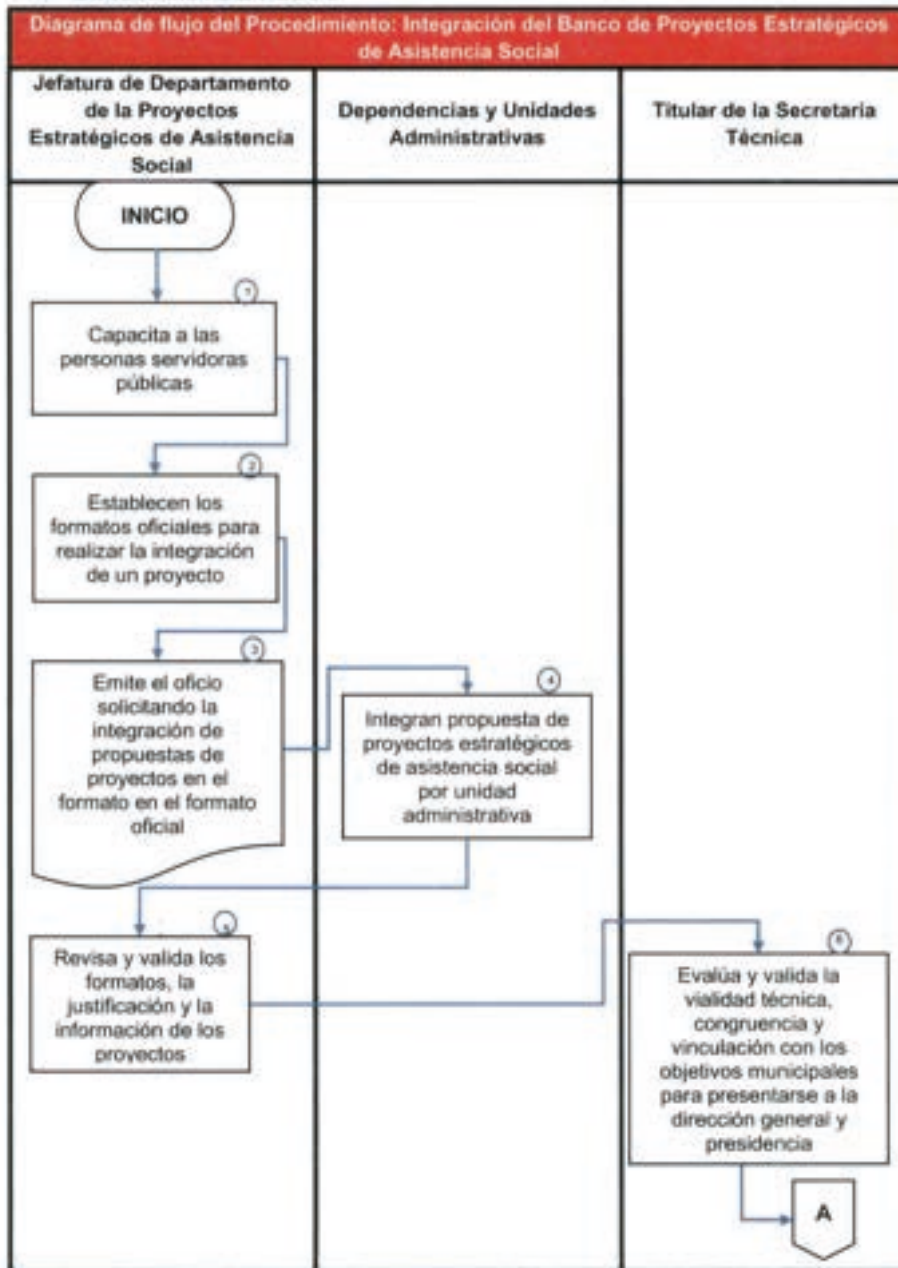 Diagrama de flujo del Procedimiento: Integración del Banco de Proyectos Estratégicos
de Asistencia Social
Jefatura de Departamento
de la Proyectos
Estratégicos de Asistencia
Social
Dependencias y Unidades
Administrativas
Titular de la Secretaria
Técnica
INICIO
1
Capacita a las
personas servidoras
públicas
2
Establecen los
formatos oficiales para
realizar la integración
de un proyecto
3
Emite el oficio
solicitando la
integración de
propuestas de
proyectos en el
formato en el formato
oficial
4
Integran propuesta de
proyectos estratégicos
de asistencia social
por unidad
administrativa
5
Revisa y valida los
formatos, la
justificación y la
información de los
proyectos
6
Evalúa y valida la
vialidad técnica,
congruencia y
vinculación con los
objetivos municipales
para presentarse a la
dirección general y
presidencia
A